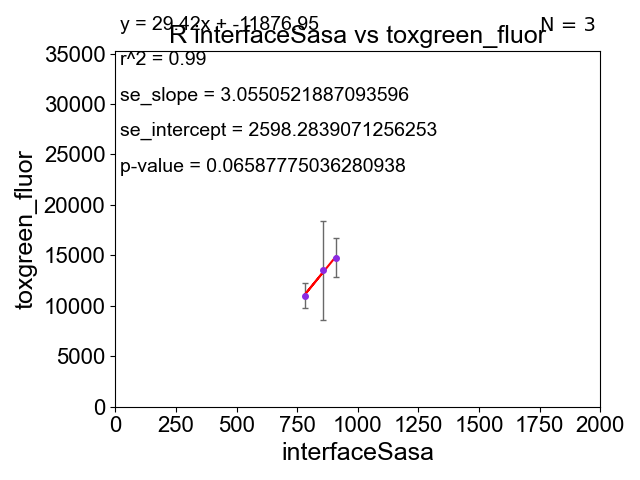 y = 29.42x + -11876.95
N = 3
R interfaceSasa vs toxgreen_fluor
r^2 = 0.99
se_slope = 3.0550521887093596
se_intercept = 2598.2839071256253
p-value = 0.06587775036280938
35000
30000
25000
20000
15000
10000
5000
0
toxgreen_fluor
0 250 500 750 1000 1250 1500 1750 2000
interfaceSasa